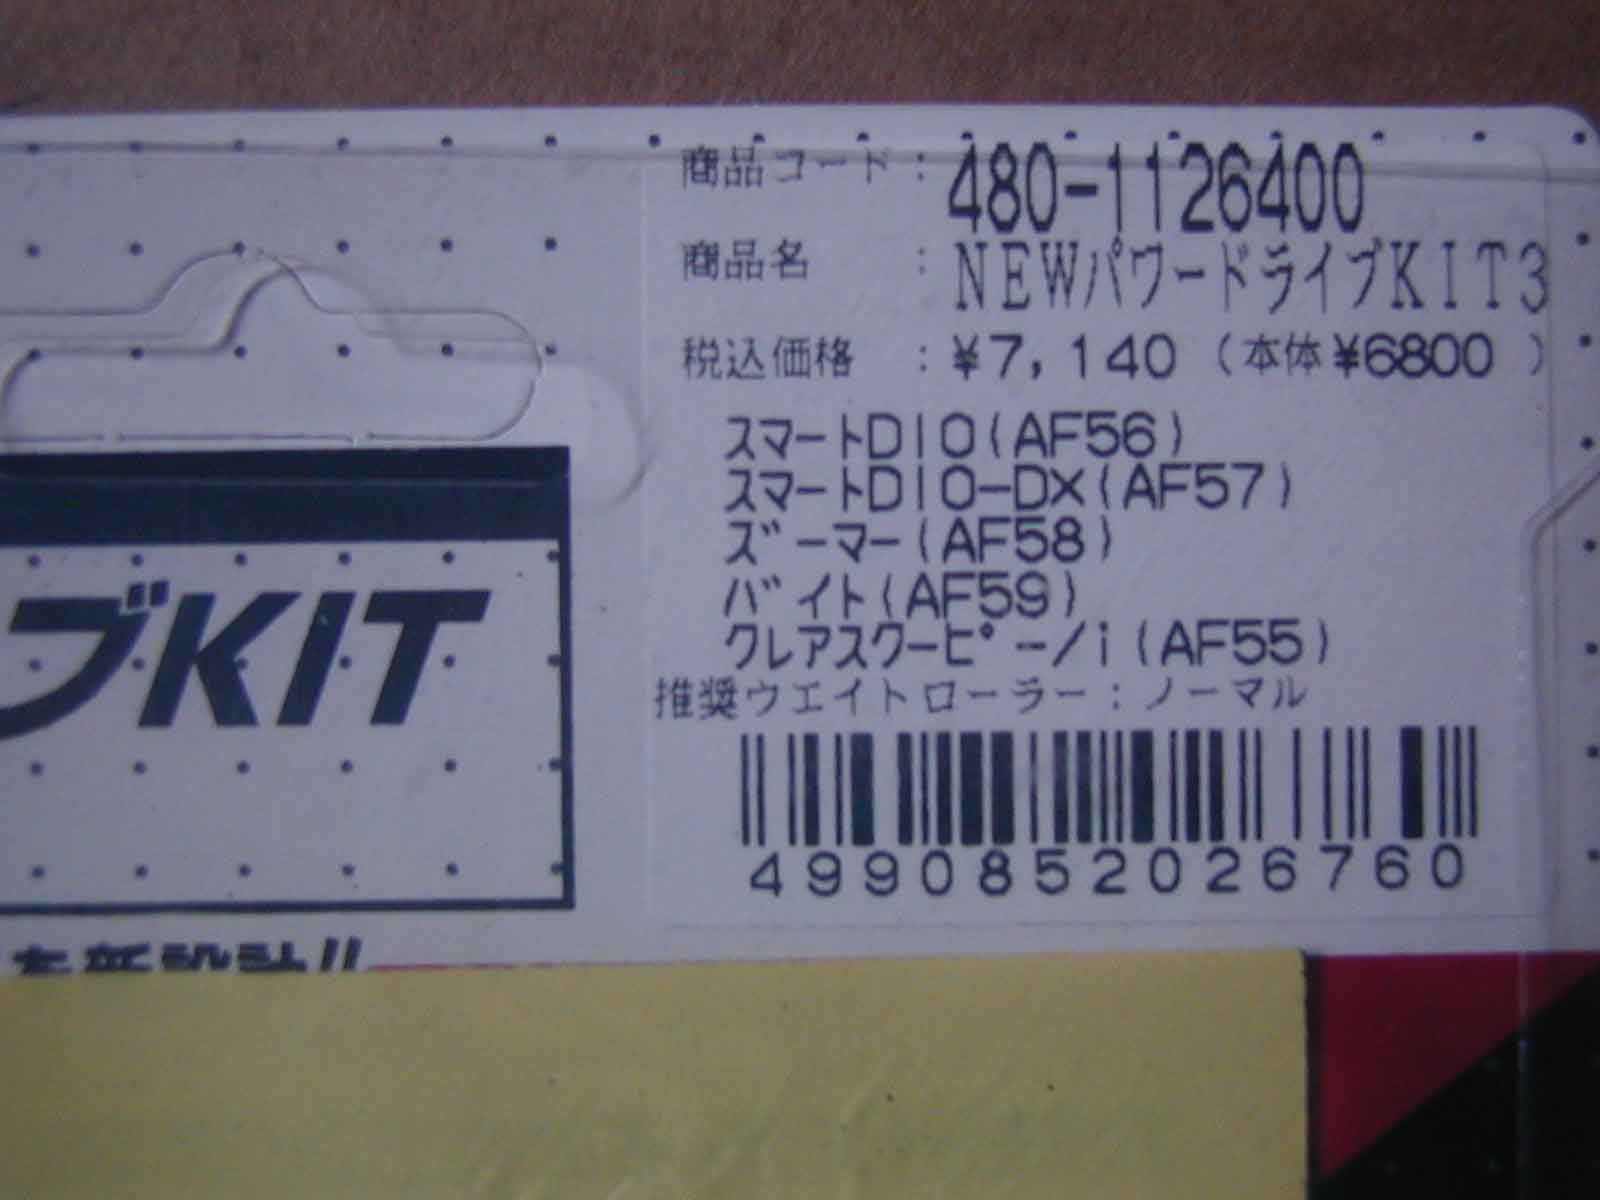 商品コード : 480-1126400
商品名 : NEWパワードライブKIT3
税込価格 : ¥7,140 (本体¥6800 )
スマートDIO(AF56)
スマートDIO-DX(AF57)
ズーマー(AF58)
バイト(AF59)
クレアスクーピー/i(AF55)
推奨ウエイトローラー:ノーマル
4990852026760
ブKIT
を新設計!!